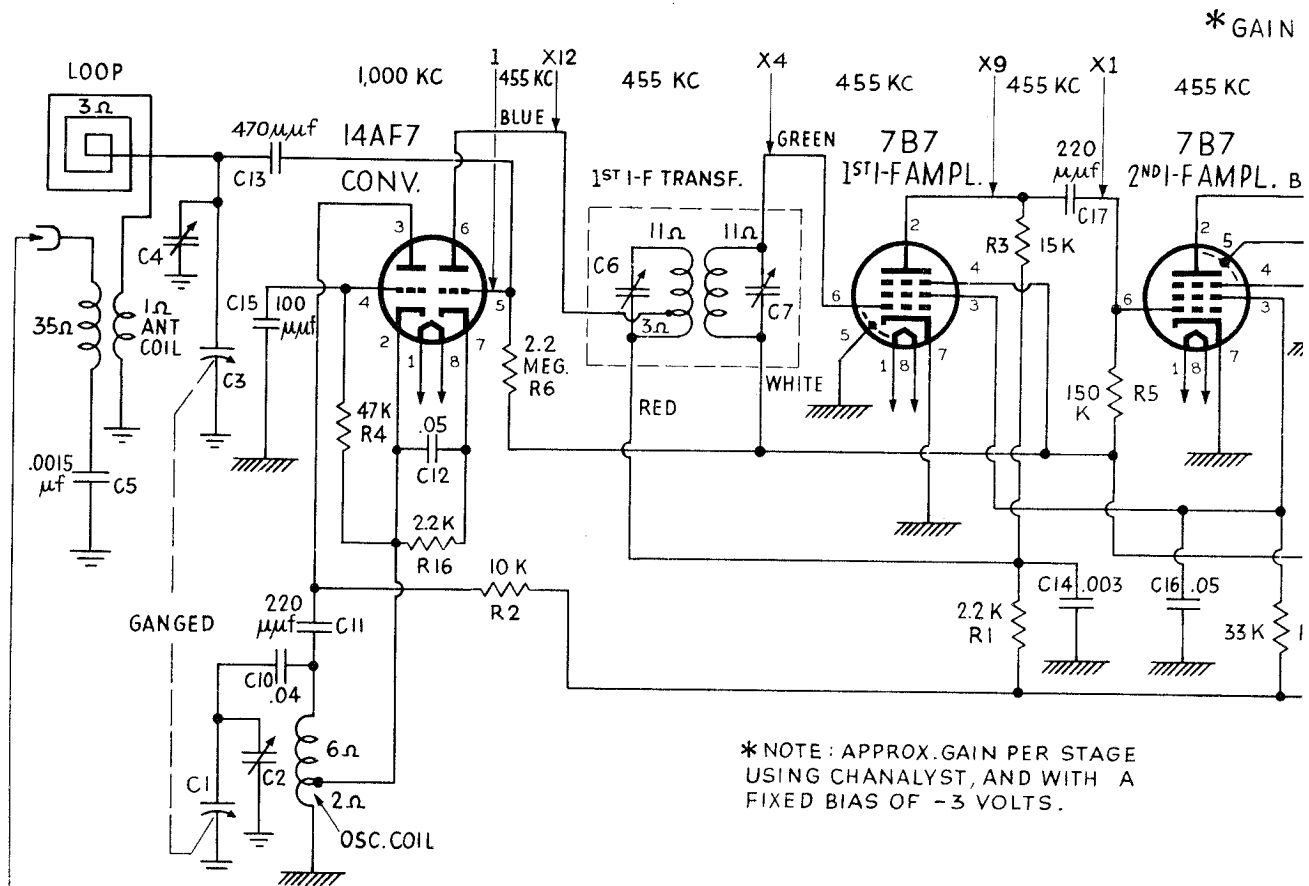 * GAIN
LOOP
3Ω
1,000 KC
1
455 KC
X12
455 KC
X4
455 KC
X9
455 KC
X1
455 KC
BLUE
GREEN
470 μμf
C13
14AF7
CONV.
1ST I-F TRANSF.
7B7
1ST I-F AMPL.
220
μμf
C17
7B7
2ND I-F AMPL.
B
3
6
4
5
2
7
1
8
C4
C15
100
μμf
35Ω
1Ω
ANT
COIL
C3
11Ω
11Ω
C6
C7
3Ω
2
4
3
6
5
7
1
8
R3
15K
2
5
4
3
6
7
1
8
2.2
MEG.
R6
WHITE
RED
47K
R4
.05
C12
150
K
R5
.0015
μf
C5
2.2K
R16
10 K
R2
C14
.003
C16
.05
2.2K
R1
33K
GANGED
220
μμf
C11
C10
.04
C1
C2
6Ω
2Ω
OSC. COIL
* NOTE: APPROX. GAIN PER STAGE
USING CHANALYST, AND WITH A
FIXED BIAS OF -3 VOLTS.